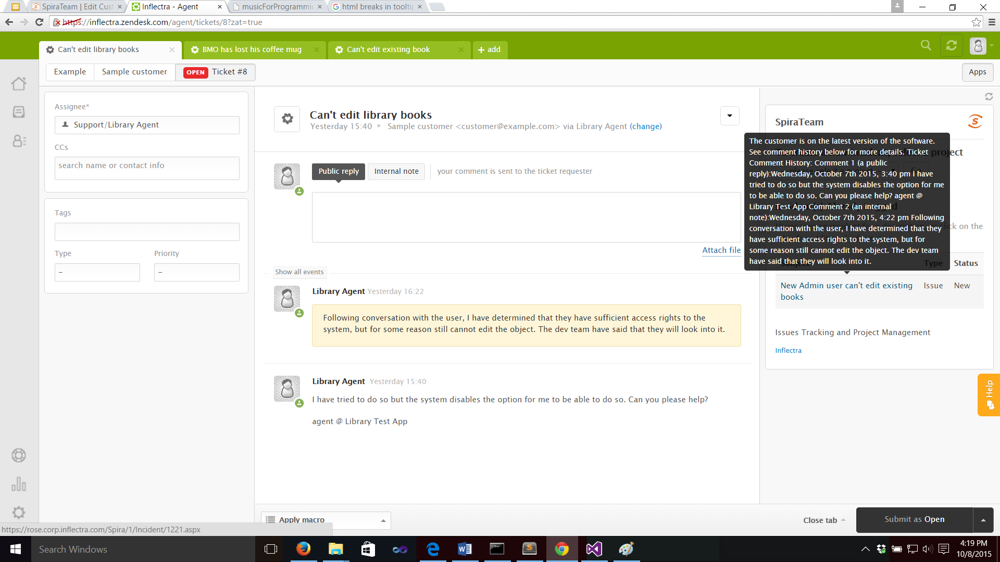 SpiraTeam | Edit Cust
Inflectra - Agent
musicForProgrammin
html breaks in toolti
https://inflectra.zendesk.com/agent/tickets/8?zat=true
Can't edit library books
BMO has lost his coffee mug
Can't edit existing book
+ add
Example
Sample customer
OPEN Ticket #8
Apps
Assignee*
Support/Library Agent
CCs
search name or contact info
Tags
Type
Priority
–
–
Can't edit library books
Yesterday 15:40 Sample customer <customer@example.com> via Library Agent (change)
Public reply
Internal note
your comment is sent to the ticket requester
Attach file
Show all events
Library Agent Yesterday 16:22
Following conversation with the user, I have determined that they have sufficient access rights to the
system, but for some reason still cannot edit the object. The dev team have said that they will look into it.
Library Agent Yesterday 15:40
I have tried to do so but the system disables the option for me to be able to do so. Can you please help?
agent @ Library Test App
SpiraTeam
The customer is on the latest version of the software.
See comment history below for more details. Ticket
Comment History: Comment 1 (a public
reply):Wednesday, October 7th 2015, 3:40 pm I have
tried to do so but the system disables the option for me
to be able to do so. Can you please help? agent @
Library Test App Comment 2 (an internal
note):Wednesday, October 7th 2015, 4:22 pm Following
conversation with the user, I have determined that they
have sufficient access rights to the system, but for
some reason still cannot edit the object. The dev team
have said that they will look into it.
project
click on the
Subject Type Status
New Admin user can't edit existing
books
Issue
New
Issues Tracking and Project Management
Inflectra
Help
Apply macro
Close tab
Submit as Open
https://rose.corp.inflectra.com/Spira/1/Incident/1221.aspx
Search Windows
4:19 PM
10/8/2015